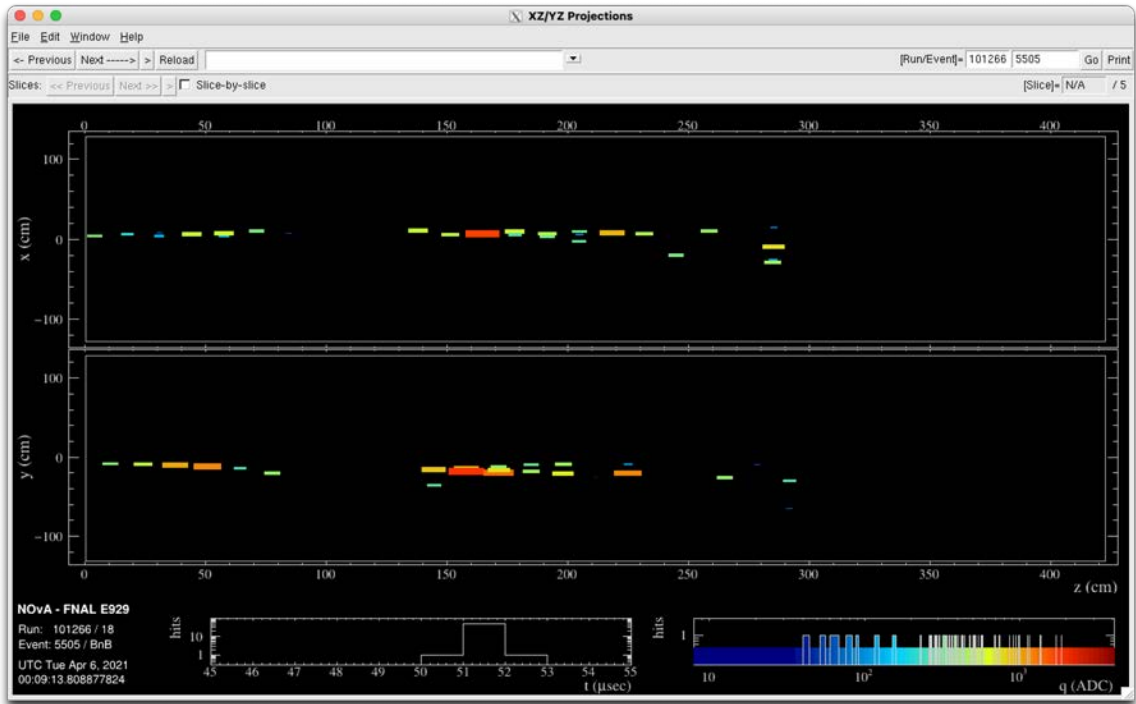 XZ/YZ Projections
File Edit Window Help
<- Previous Next -----> > Reload [Run/Event]= 101266 5505 Go Print
Slices: << Previous Next >> > Slice-by-slice [Slice]= N/A / 5
0 50 100 150 200 250 300 350 400
100
0
−100
x (cm)
100
0
−100
y (cm)
0 50 100 150 200 250 300 350 400
z (cm)
NOvA - FNAL E929
Run: 101266 / 18
Event: 5505 / BnB
UTC Tue Apr 6, 2021
00:09:13.808877824
hits
10
1
45 46 47 48 49 50 51 52 53 54 55
t (μsec)
hits
1
10 10² 10³
q (ADC)